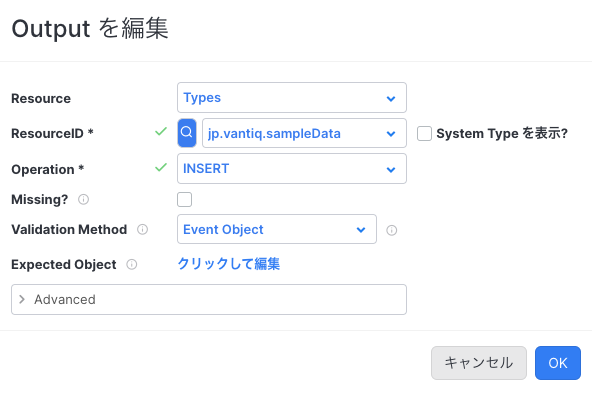 Output を編集
Resource
Types
ResourceID *
jp.vantiq.sampleData
System Type を表示?
Operation *
INSERT
Missing?
Validation Method
Event Object
Expected Object
クリックして編集
Advanced
キャンセル
OK